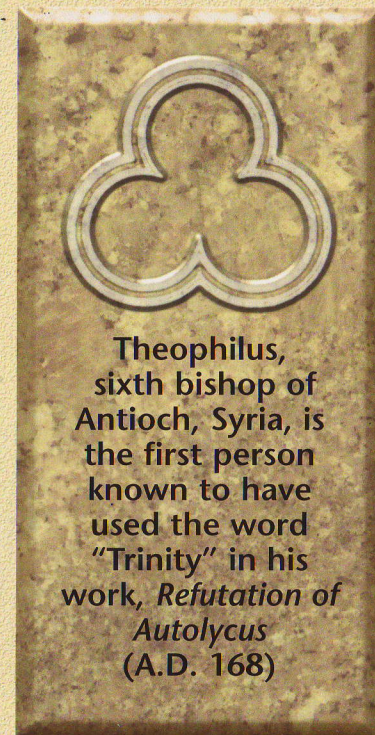 Theophilus,
sixth bishop of
Antioch, Syria, is
the first person
known to have
used the word
“Trinity” in his
work, Refutation of
Autolycus
(A.D. 168)